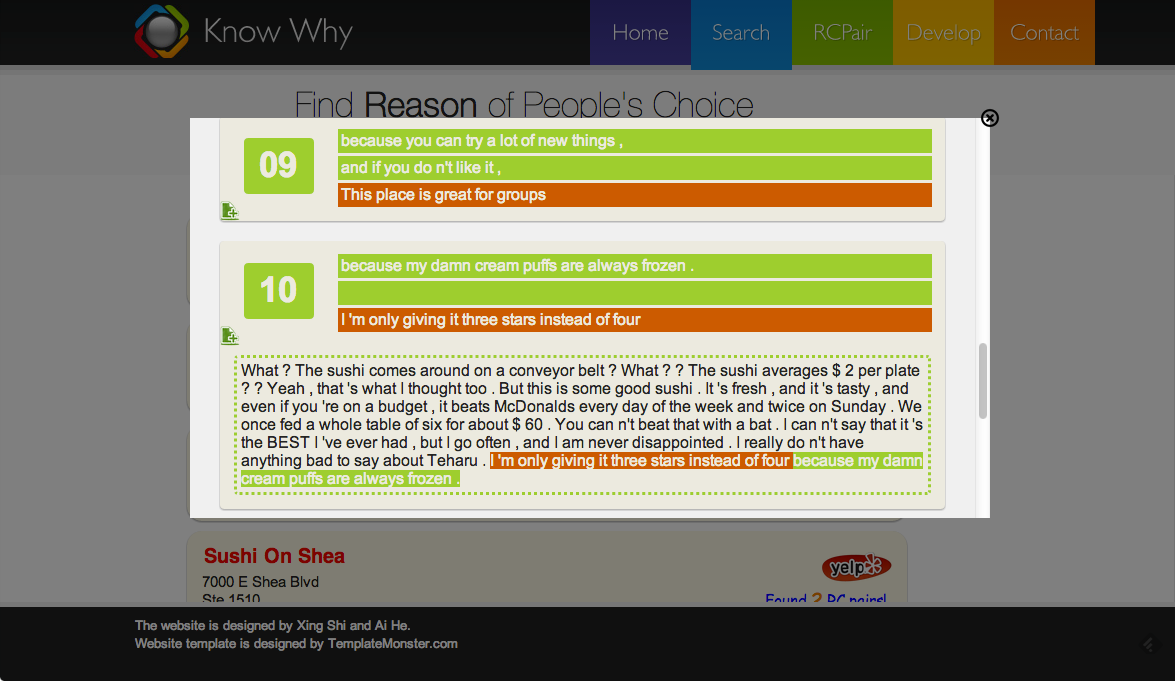 Know Why
Home
Search
RCPair
Develop
Contact
Find Reason of People's Choice
09
because you can try a lot of new things ,
and if you do n't like it ,
This place is great for groups
10
because my damn cream puffs are always frozen .
I 'm only giving it three stars instead of four
What ? The sushi comes around on a conveyor belt ? What ? ? The sushi averages $ 2 per plate
? ? Yeah , that 's what I thought too . But this is some good sushi . It 's fresh , and it 's tasty , and
even if you 're on a budget , it beats McDonalds every day of the week and twice on Sunday . We
once fed a whole table of six for about $ 60 . You can n't beat that with a bat . I can n't say that it 's
the BEST I 've ever had , but I go often , and I am never disappointed . I really do n't have
anything bad to say about Teharu . I 'm only giving it three stars instead of four because my damn
cream puffs are always frozen .
Sushi On Shea
7000 E Shea Blvd
Ste 1510
yelp
Found 2 RC pairs!
The website is designed by Xing Shi and Ai He.
Website template is designed by TemplateMonster.com